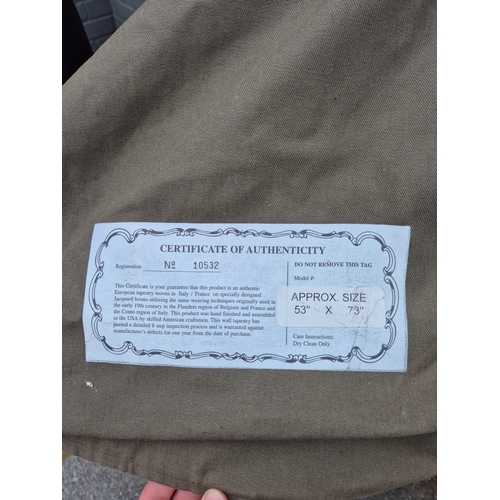 CERTIFICATE OF AUTHENTICITY
Registration № 10532
This Certificate is your guarantee that this product is an authentic
European tapestry woven in Italy / France on specially designed
Jacquard looms utilizing the same weaving techniques originally used in
the early 19th century in the Flanders region of Belgium and France and
the Como region of Italy. This product was hand finished and assembled
in the USA by skilled American craftsmen. This wall tapestry has
passed a detailed 8 step inspection process and is warranted against
manufacturer's defects for one year from the date of purchase.
DO NOT REMOVE THIS TAG
Model #:
APPROX. SIZE
53" X 73"
Care Instructions:
Dry Clean Only